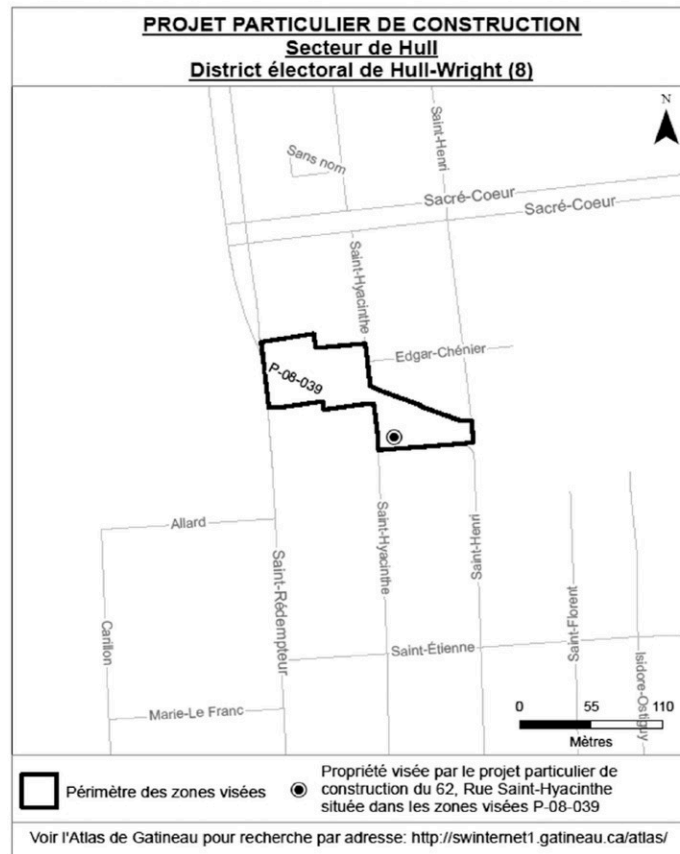 PROJET PARTICULIER DE CONSTRUCTION
Secteur de Hull
District électoral de Hull-Wright (8)
N
Saint-Henri
Sans nom
Sacré-Coeur
Sacré-Coeur
Saint-Hyacinthe
Edgar-Chénier
P-08-039
Allard
Saint-Hyacinthe
Saint-Henri
Saint-Rédempteur
Carillon
Saint-Étienne
Saint-Florent
Isidore-Ostiguy
Marie-Le Franc
0 55 110
Mètres
Périmètre des zones visées
Propriété visée par le projet particulier de
construction du 62, Rue Saint-Hyacinthe
située dans les zones visées P-08-039
Voir l'Atlas de Gatineau pour recherche par adresse: http://swinternet1.gatineau.ca/atlas/